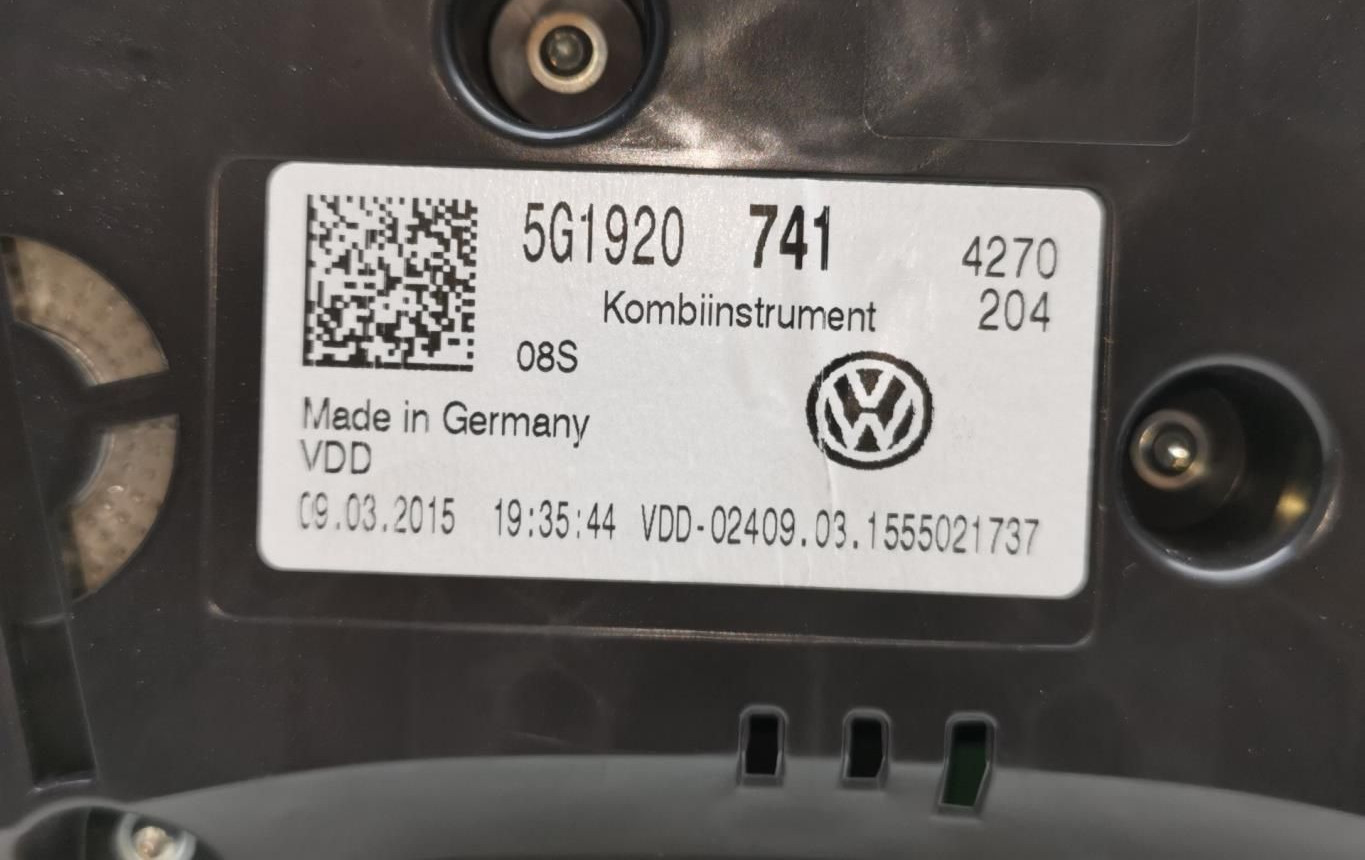 5G1920 741 4270
Kombiinstrument 204
08S
Made in Germany
VDD
09.03.2015 19:35:44 VDD-02409.03.1555021737